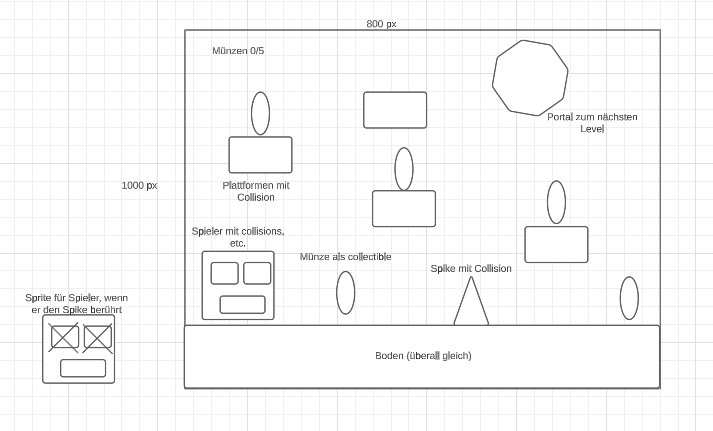 800 px
Münzen 0/5
Portal zum nächsten
Level
1000 px
Plattformen mit
Collision
Spieler mit collisions,
etc.
Münze als collectible
Spike mit Collision
Sprite für Spieler, wenn
er den Spike berührt
Boden (überall gleich)